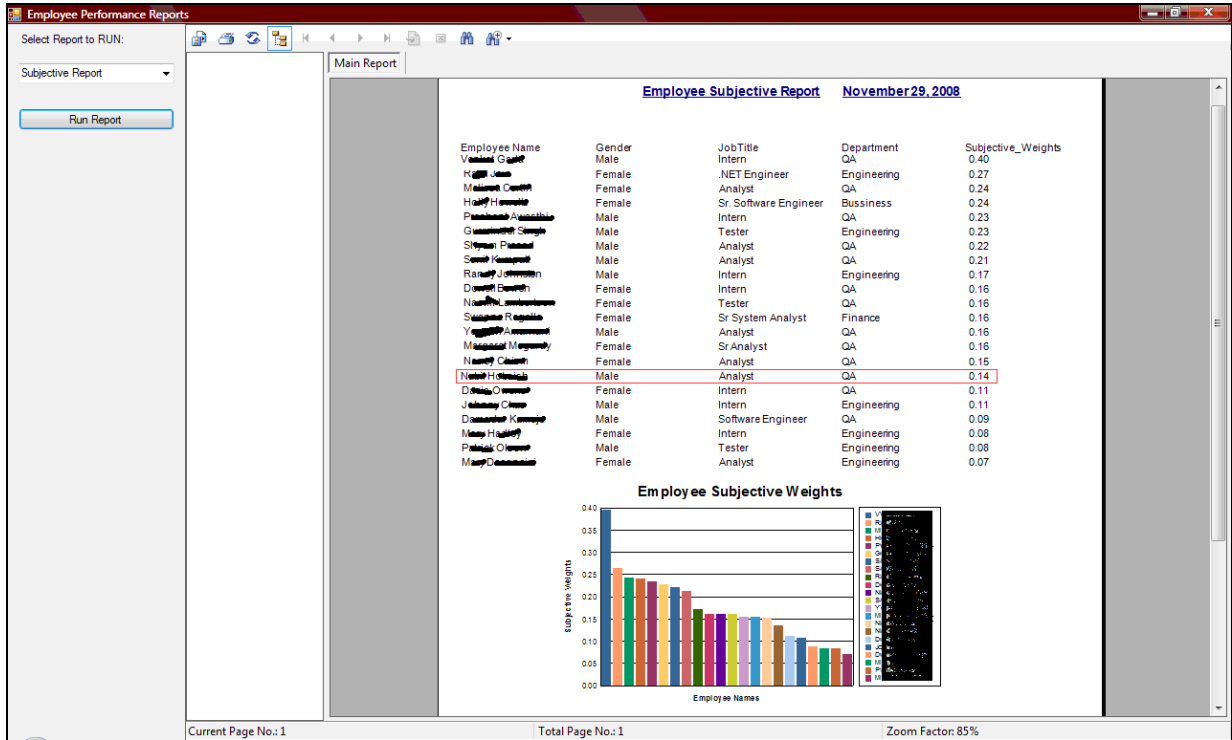 Employee Performance Reports
Select Report to RUN:
Subjective Report
Run Report
Main Report
Employee Subjective Report November 29, 2008
Employee Name Gender JobTitle Department Subjective_Weights
Male Intern QA 0.40
Female .NET Engineer Engineering 0.27
Female Analyst QA 0.24
Female Sr. Software Engineer Bussiness 0.24
Male Intern QA 0.23
Male Tester Engineering 0.23
Male Analyst QA 0.22
Male Analyst QA 0.21
Male Intern Engineering 0.17
Female Intern QA 0.16
Female Tester QA 0.16
Female Sr System Analyst Finance 0.16
Male Analyst QA 0.16
Female Sr Analyst QA 0.16
Female Analyst QA 0.15
Male Analyst QA 0.14
Female Intern QA 0.11
Male Intern Engineering 0.11
Male Software Engineer QA 0.09
Female Intern Engineering 0.08
Male Tester Engineering 0.08
Female Analyst Engineering 0.07
Employee Subjective Weights
0.40
0.35
0.30
0.25
0.20
0.15
0.10
0.05
0.00
Subjective Weights
Employee Names
Current Page No.: 1 Total Page No.: 1 Zoom Factor: 85%